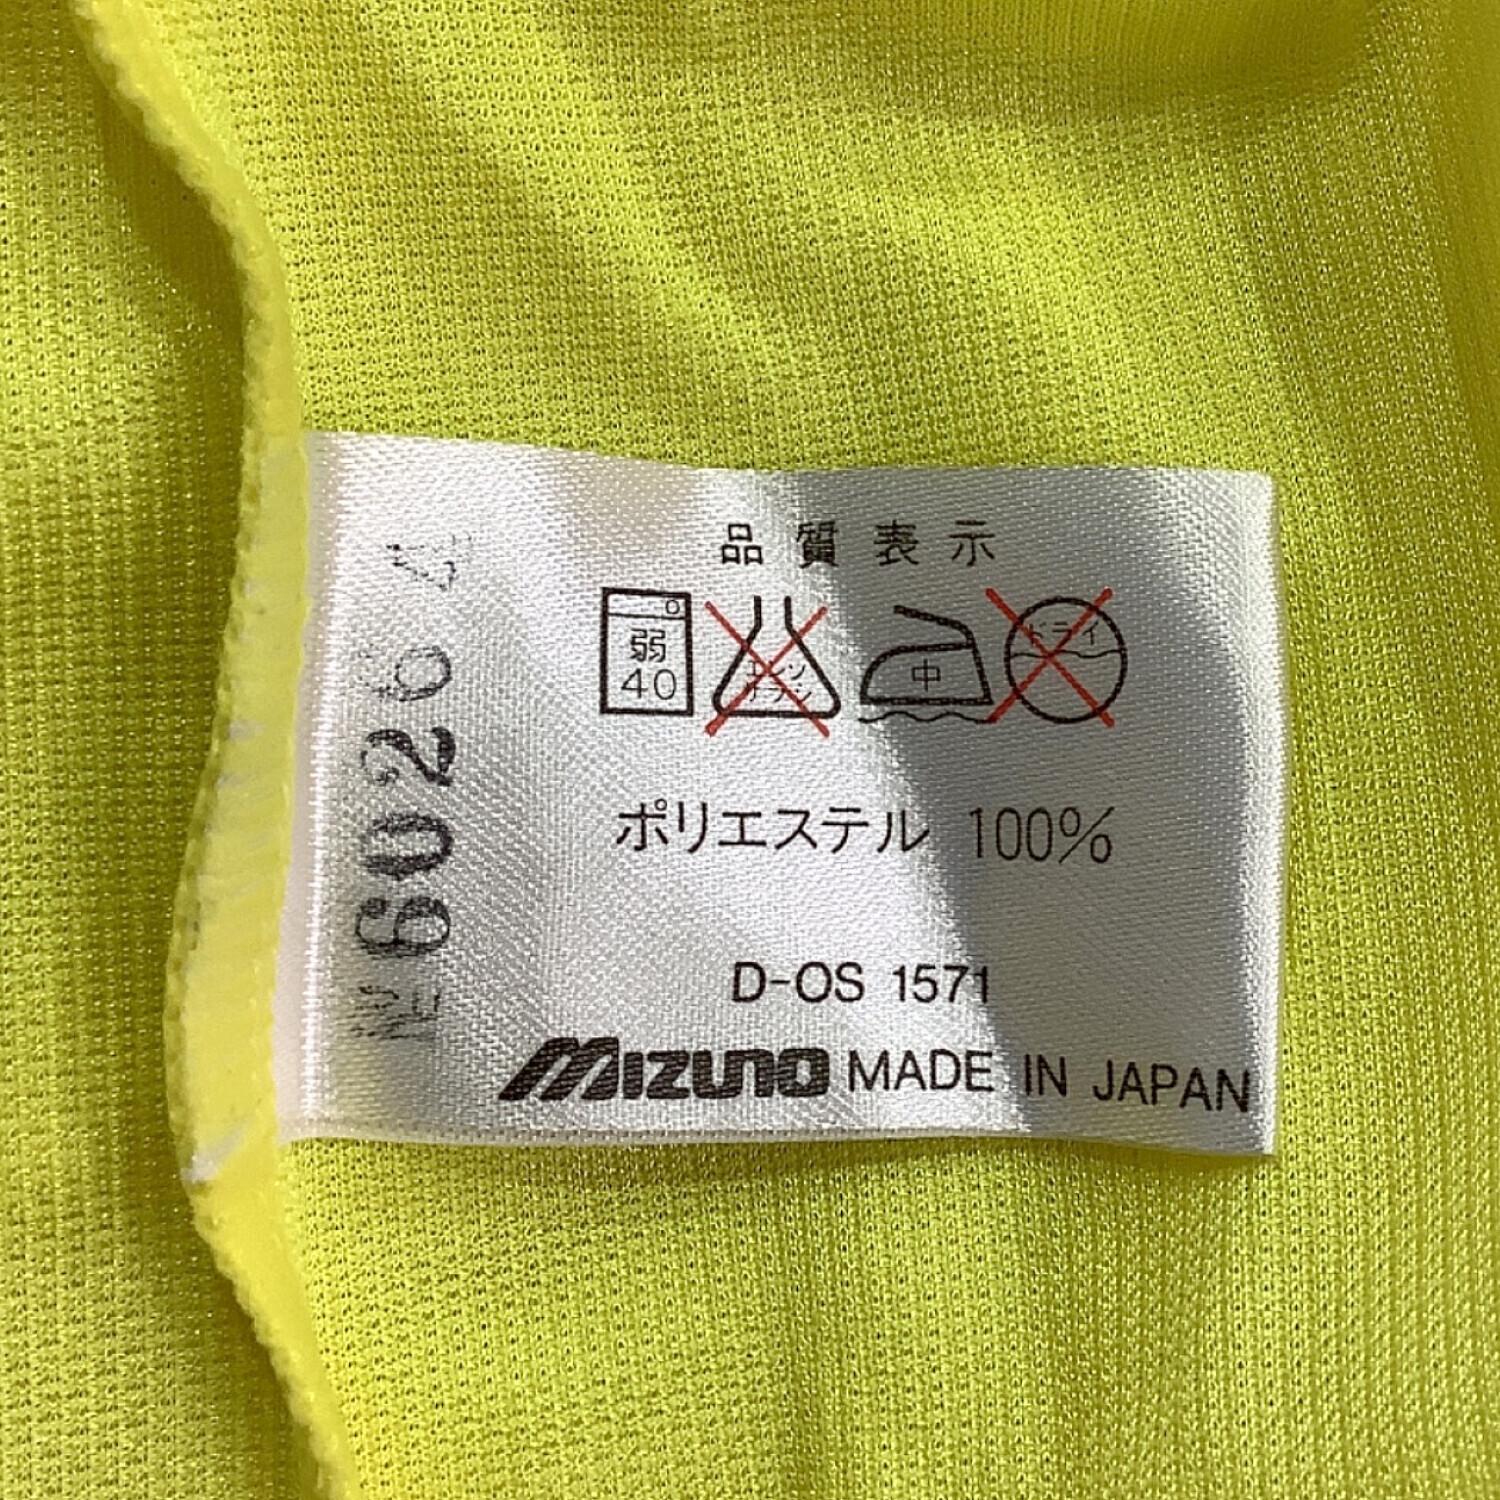 品質表示
弱 40 エンソ サラシ 中 ドライ
ポリエステル 100%
D-OS 1571
MIZUNO MADE IN JAPAN
№60264